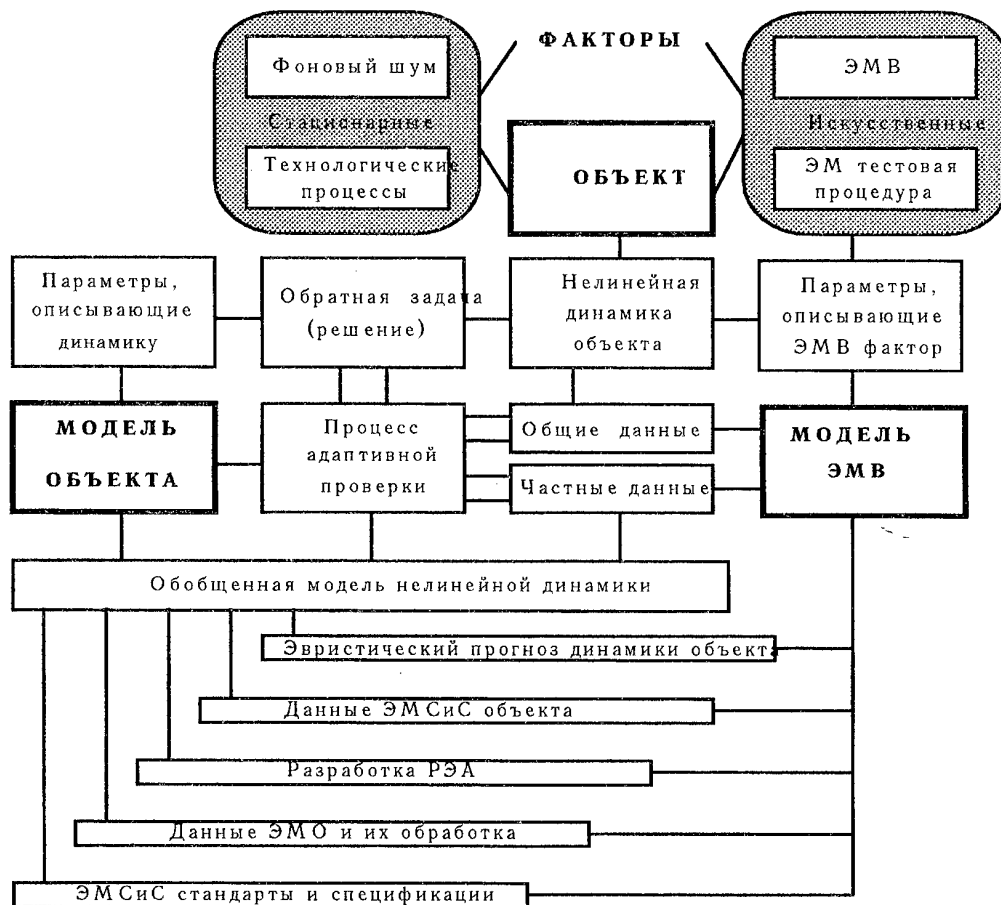 ФАКТОРЫ
Фоновый шум
Стационарные
Технологические
процессы
ЭМВ
Искусственные
ЭМ тестовая
процедура
ОБЪЕКТ
Параметры,
описывающие
динамику
Обратная задача
(решение)
Нелинейная
динамика
объекта
Параметры,
описывающие
ЭМВ фактор
МОДЕЛЬ
ОБЪЕКТА
Процесс
адаптивной
проверки
Общие данные
Частные данные
МОДЕЛЬ
ЭМВ
Обобщенная модель нелинейной динамики
Эвристический прогноз динамики объекта
Данные ЭМСиС объекта
Разработка РЭА
Данные ЭМО и их обработка
ЭМСиС стандарты и спецификации